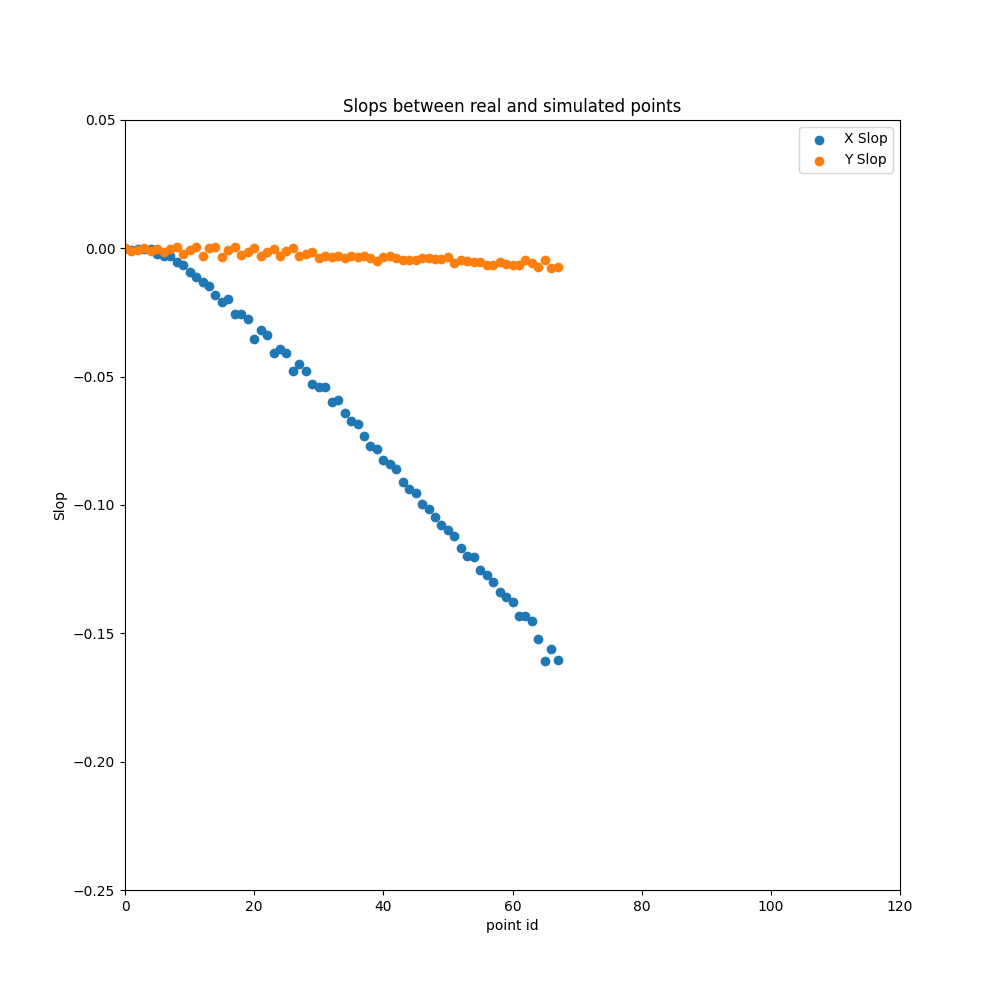 Slops between real and simulated points
X Slop
Y Slop
0.05
0.00
−0.05
−0.10
−0.15
−0.20
−0.25
Slop
0 20 40 60 80 100 120
point id